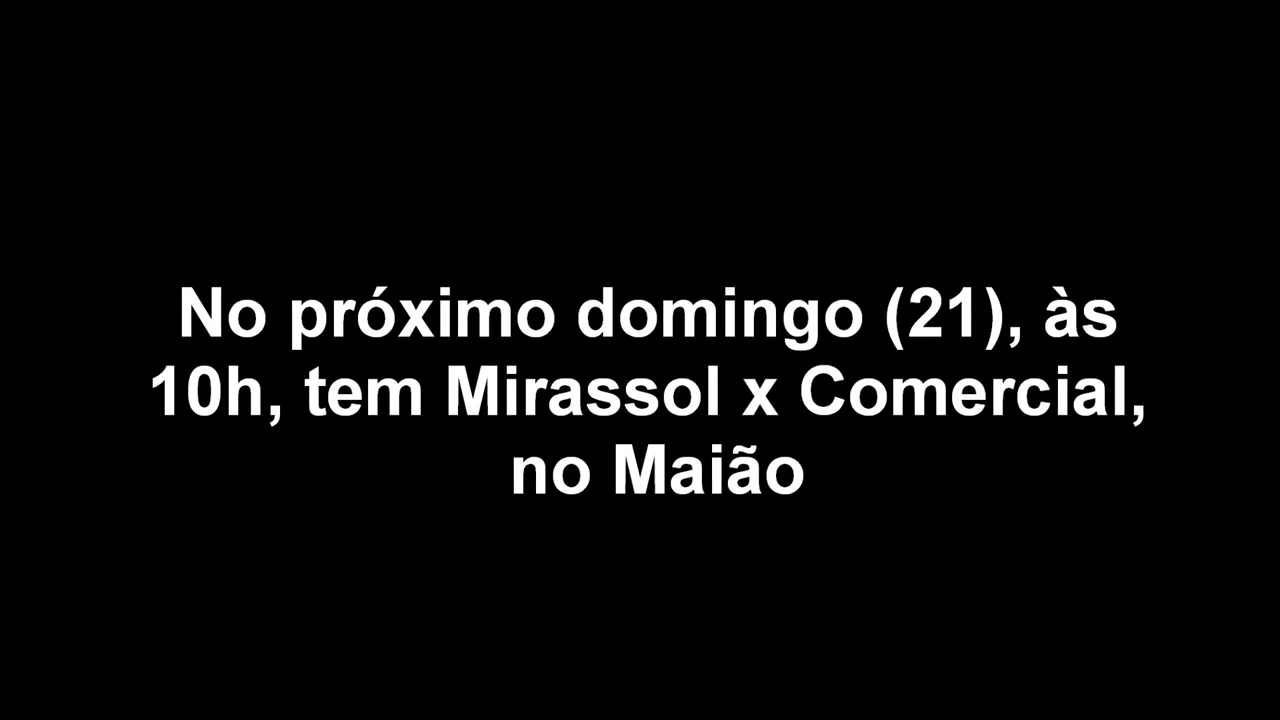 No próximo domingo (21), às
10h, tem Mirassol x Comercial,
no Maião